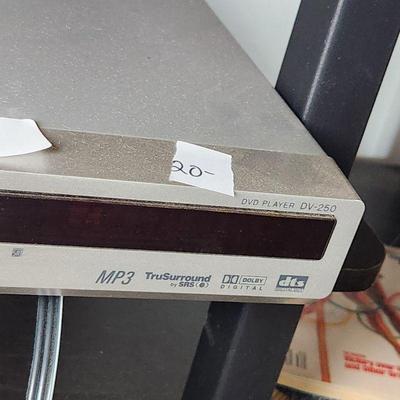 20-
DVD PLAYER DV-250
MP3
TruSurround
by SRS
DOLBY
DIGITAL
dts